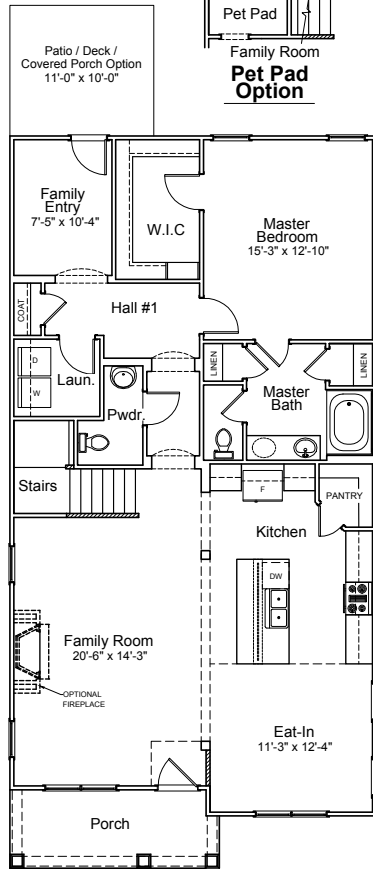 Pet Pad
Family Room
Pet Pad
Option
Patio / Deck /
Covered Porch Option
11'-0" x 10'-0"
Family
Entry
7'-5" x 10'-4"
W.I.C
Master
Bedroom
15'-3" x 12'-10"
COAT
Hall #1
D
W
Laun.
Pwdr.
LINEN
LINEN
Master
Bath
Stairs
F
PANTRY
Kitchen
DW
Family Room
20'-6" x 14'-3"
OPTIONAL
FIREPLACE
Eat-In
11'-3" x 12'-4"
Porch